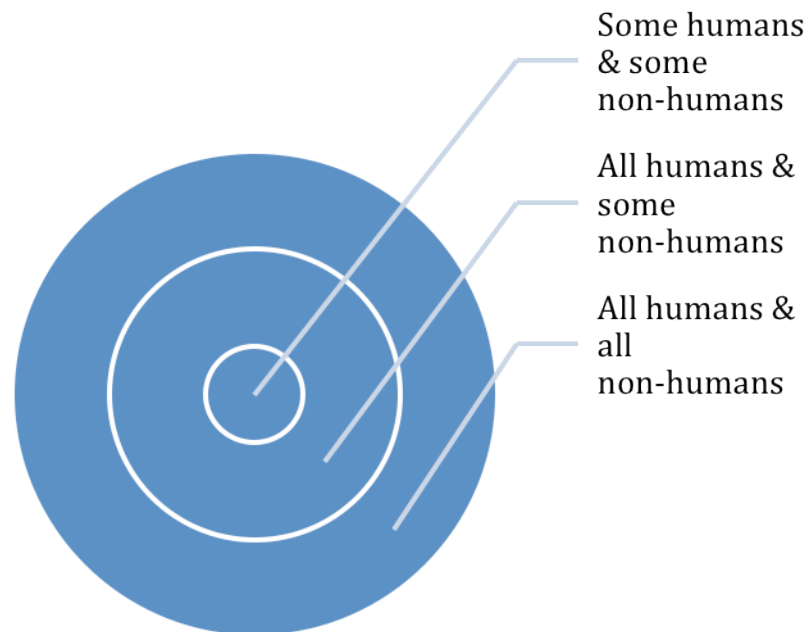 Some humans
& some
non-humans
All humans &
some
non-humans
All humans &
all
non-humans